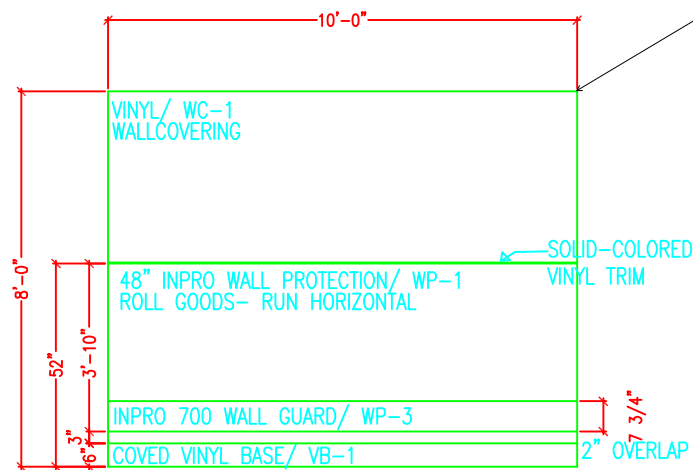 10'-0"
VINYL/ WC-1
WALLCOVERING
SOLID-COLORED
VINYL TRIM
8'-0"
48" INPRO WALL PROTECTION/ WP-1
ROLL GOODS- RUN HORIZONTAL
52"
3'-10"
INPRO 700 WALL GUARD/ WP-3
7 3/4"
3"
6"
COVED VINYL BASE/ VB-1
2" OVERLAP